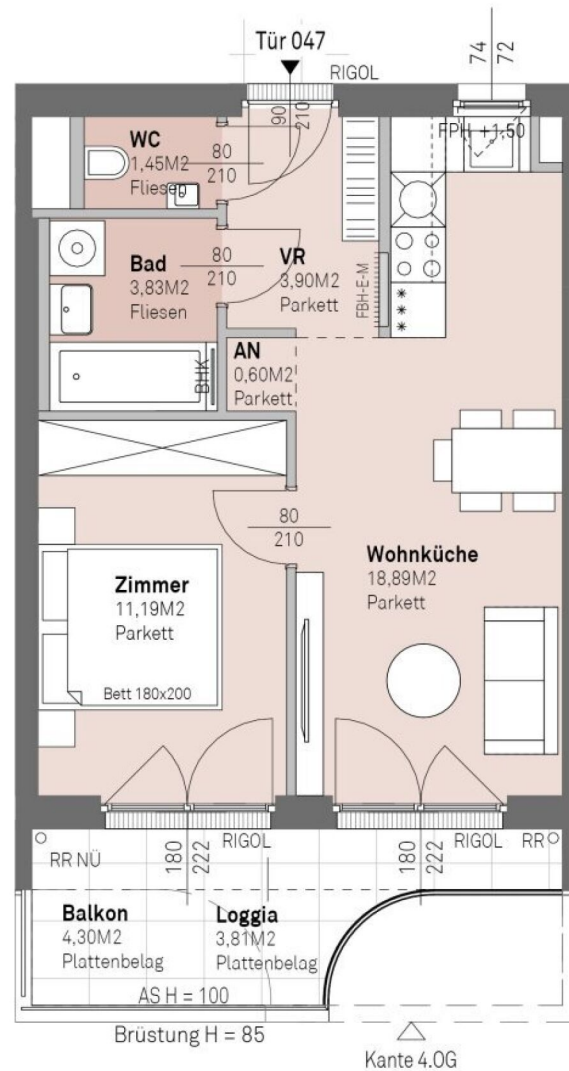 Tür 047
RIGOL
74
72
90
210
FPH +1,50
WC
1,45M2
Fliesen
80
210
Bad
3,83M2
Fliesen
80
210
VR
3,90M2
Parkett
FBH-E-M
AN
0,60M2
Parkett
BHK
80
210
Wohnküche
18,89M2
Parkett
Zimmer
11,19M2
Parkett
Bett 180x200
RR NÜ
180
222
RIGOL
180
222
RIGOL
RR
Balkon
4,30M2
Plattenbelag
Loggia
3,81M2
Plattenbelag
AS H = 100
Brüstung H = 85
Kante 4.OG